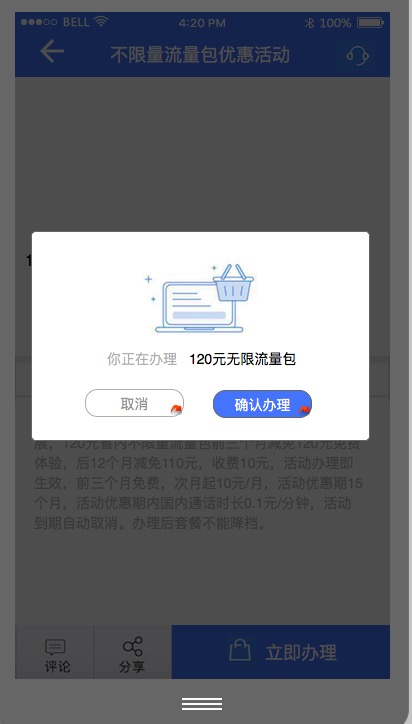 BELL 4:20 PM 100%
不限量流量包优惠活动
1
你正在办理 120元无限流量包
取消 确认办理
展，120元省内不限量流量包前三个月减免120元免费
体验，后12个月减免110元，收费10元，活动办理即
生效，前三个月免费，次月起10元/月，活动优惠期15
个月，活动优惠期内国内通话时长0.1元/分钟，活动
到期自动取消。办理后套餐不能降档。
评论 分享 立即办理